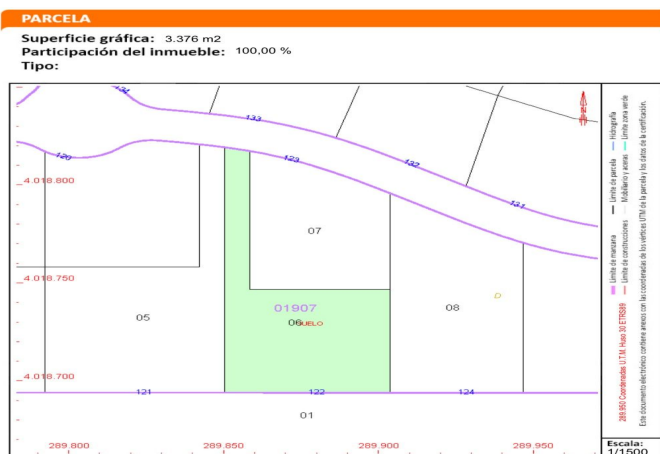 PARCELA
Superficie gráfica: 3.376 m2
Participación del inmueble: 100,00 %
Tipo:
134
133
120
123
132
4.018.800
131
07
4.018.750
01907
08
D
05
06
SUELO
4.018.700
121
122
124
01
289.800
289.850
289.900
289.950
Límite de manzana
Límite de parcela
Hidrografía
Límite de construcciones
Mobiliario y aceras
Límite zona verde
289.950 Coordenadas U.T.M. Huso 30 ETRS89
Este documento electrónico contiene anexos con las coordenadas de los vértices UTM de la parcela y los datos de la certificación.
Escala:
1/1500